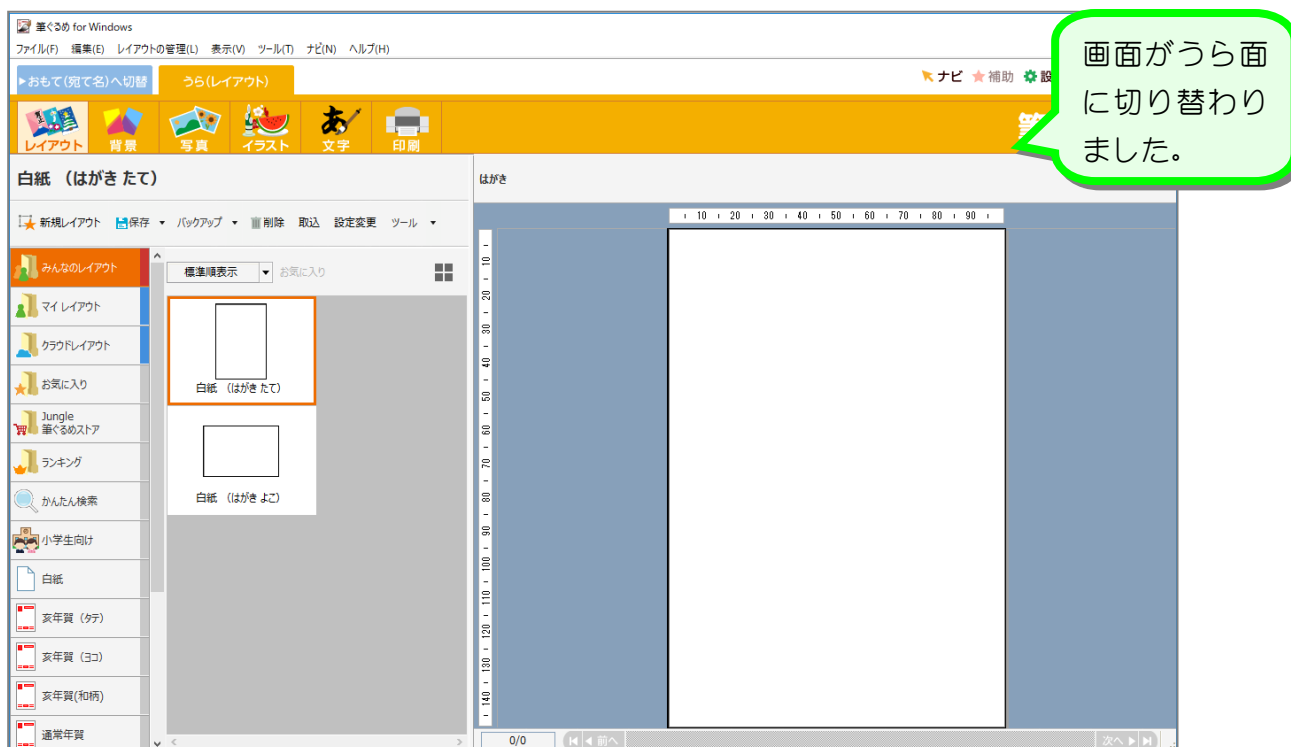 筆ぐるめ for Windows
ファイル(F) 編集(E) レイアウトの管理(L) 表示(V) ツール(T) ナビ(N) ヘルプ(H)
▶おもて(宛て名)へ切替 うら(レイアウト)
ナビ 補助 設
レイアウト 背景 写真 イラスト 文字 印刷
画面がうら面
に切り替わり
ました。
白紙 （はがき たて）
はがき
新規レイアウト 保存 バックアップ 削除 取込 設定変更 ツール
みんなのレイアウト
マイ レイアウト
クラウドレイアウト
お気に入り
Jungle
筆ぐるめストア
ランキング
かんたん検索
小学生向け
白紙
亥年賀（タテ）
亥年賀（ヨコ）
亥年賀(和柄)
通常年賀
標準順表示 お気に入り
白紙 （はがき たて）
白紙 （はがき よこ）
10 20 30 40 50 60 70 80 90
10
20
30
40
50
60
70
80
90
100
110
120
130
140
0/0 前へ 次へ